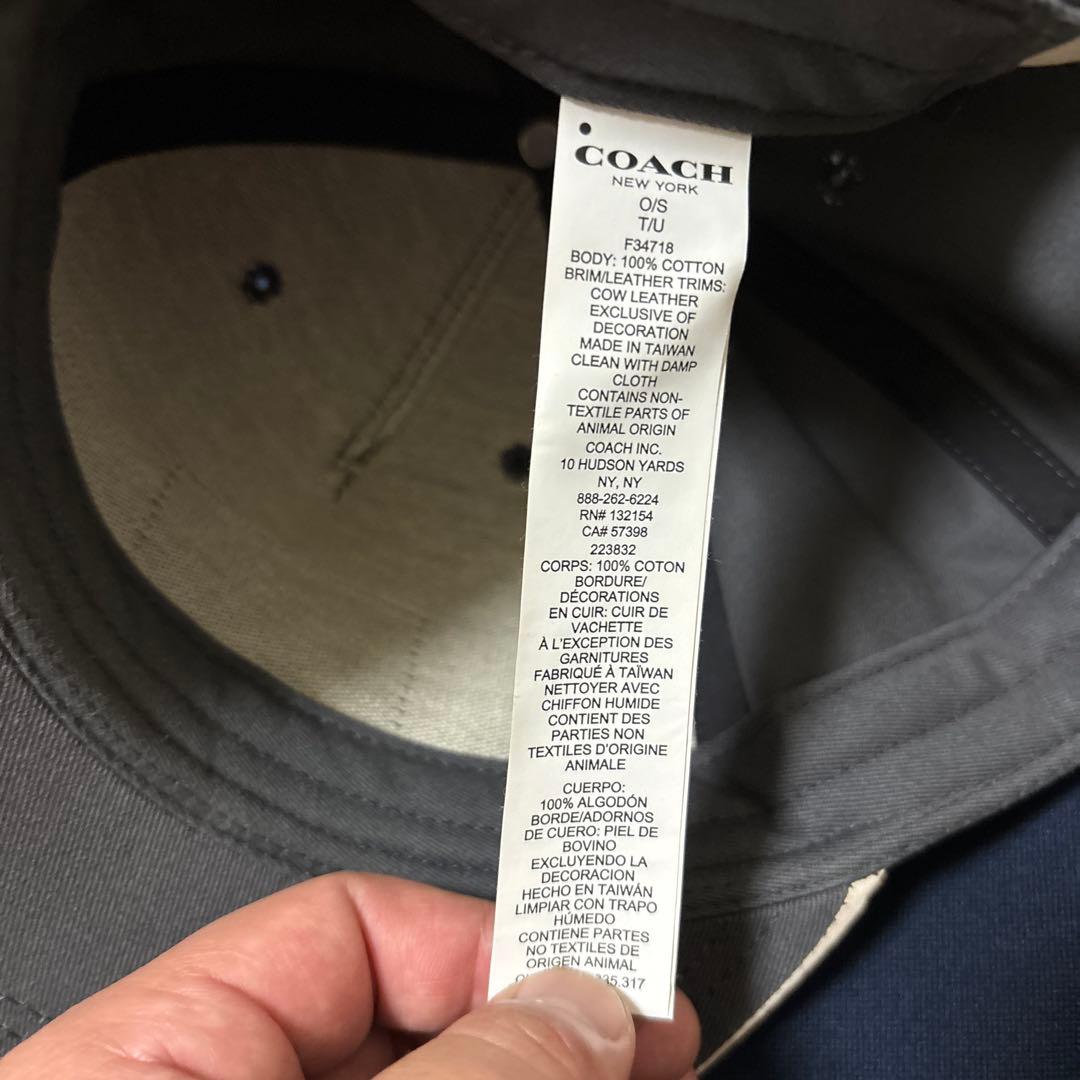 COACH
NEW YORK
O/S
T/U
F34718
BODY: 100% COTTON
BRIM/LEATHER TRIMS:
COW LEATHER
EXCLUSIVE OF
DECORATION
MADE IN TAIWAN
CLEAN WITH DAMP
CLOTH
CONTAINS NON-
TEXTILE PARTS OF
ANIMAL ORIGIN
COACH INC.
10 HUDSON YARDS
NY, NY
888-262-6224
RN# 132154
CA# 57398
223832
CORPS: 100% COTON
BORDURE/
DÉCORATIONS
EN CUIR: CUIR DE
VACHETTE
À L'EXCEPTION DES
GARNITURES
FABRIQUÉ À TAÏWAN
NETTOYER AVEC
CHIFFON HUMIDE
CONTIENT DES
PARTIES NON
TEXTILES D'ORIGINE
ANIMALE
CUERPO:
100% ALGODÓN
BORDE/ADORNOS
DE CUERO: PIEL DE
BOVINO
EXCLUYENDO LA
DECORACION
HECHO EN TAIWÁN
LIMPIAR CON TRAPO
HÚMEDO
CONTIENE PARTES
NO TEXTILES DE
ORIGEN ANIMAL
35.317